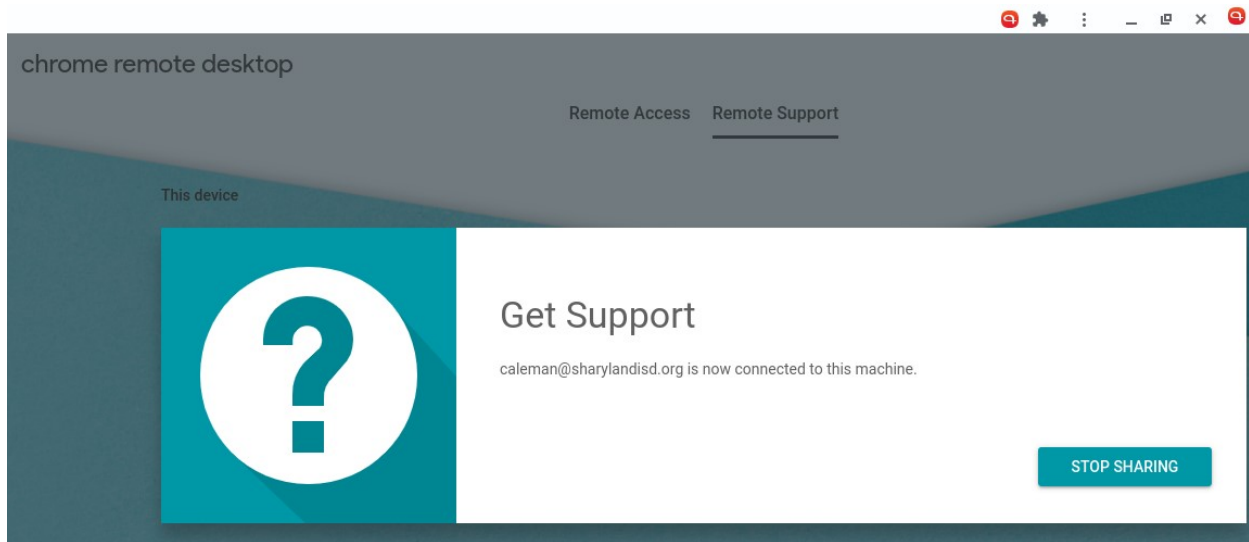 chrome remote desktop
Remote Access Remote Support
This device
Get Support
caleman@sharylandisd.org is now connected to this machine.
STOP SHARING